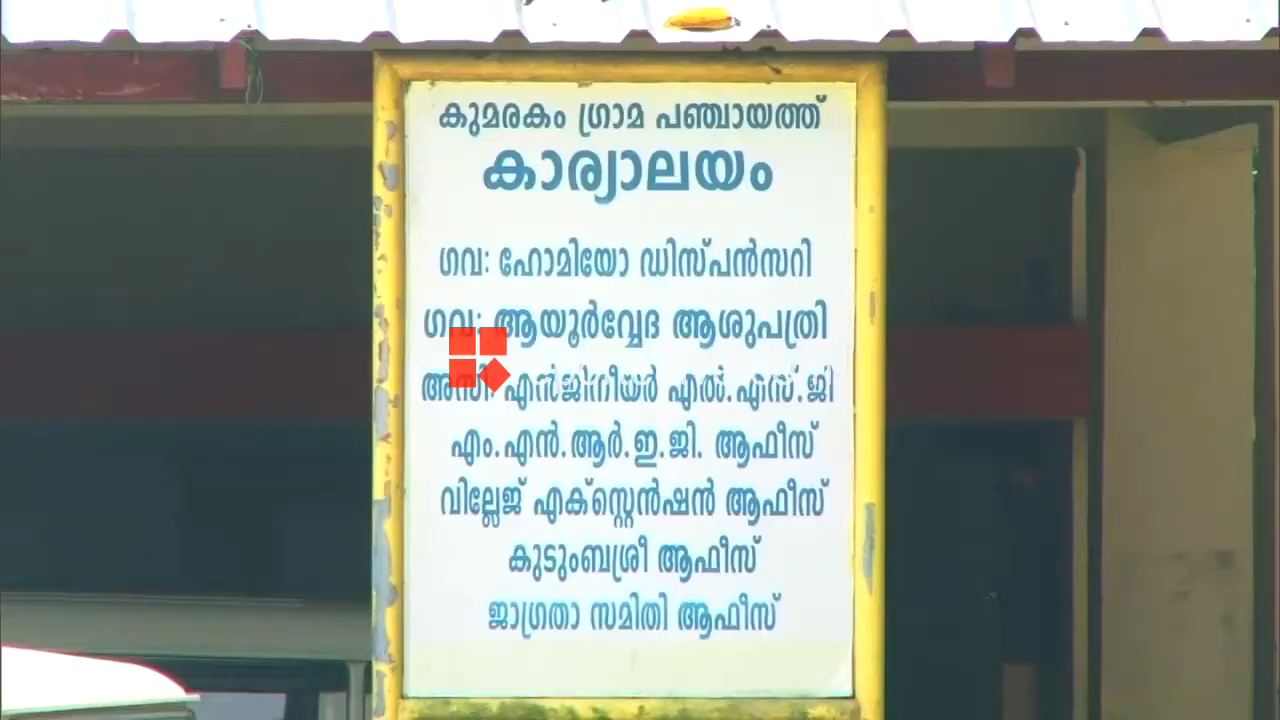 കുമരകം ഗ്രാമ പഞ്ചായത്ത്
കാര്യാലയം
ഗവ: ഹോമിയോ ഡിസ്പൻസറി
ഗവ: ആയൂർവ്വേദ ആശുപത്രി
അസി: എൻജിനീയർ എൽ.എസ്.ജി
എം.എൻ.ആർ.ഇ.ജി. ആഫീസ്
വില്ലേജ് എക്സ്റ്റെൻഷൻ ആഫീസ്
കുടുംബശ്രീ ആഫീസ്
ജാഗ്രതാ സമിതി ആഫീസ്